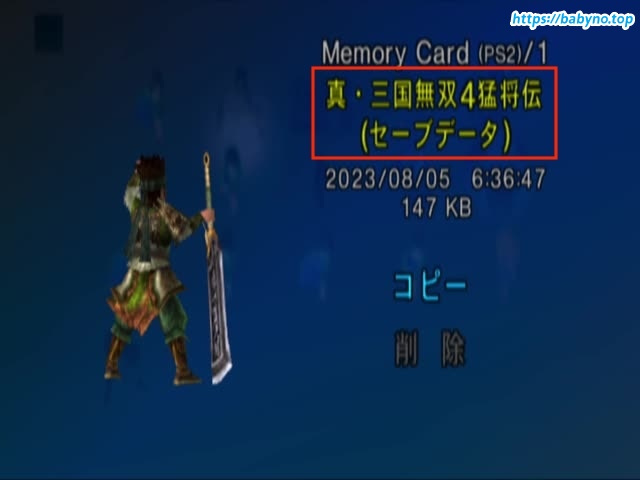 https://babyno.top
Memory Card (PS2)/1
真・三国無双4猛将伝
(セーブデータ)
2023/08/05 6:36:47
147 KB
コピー
削 除